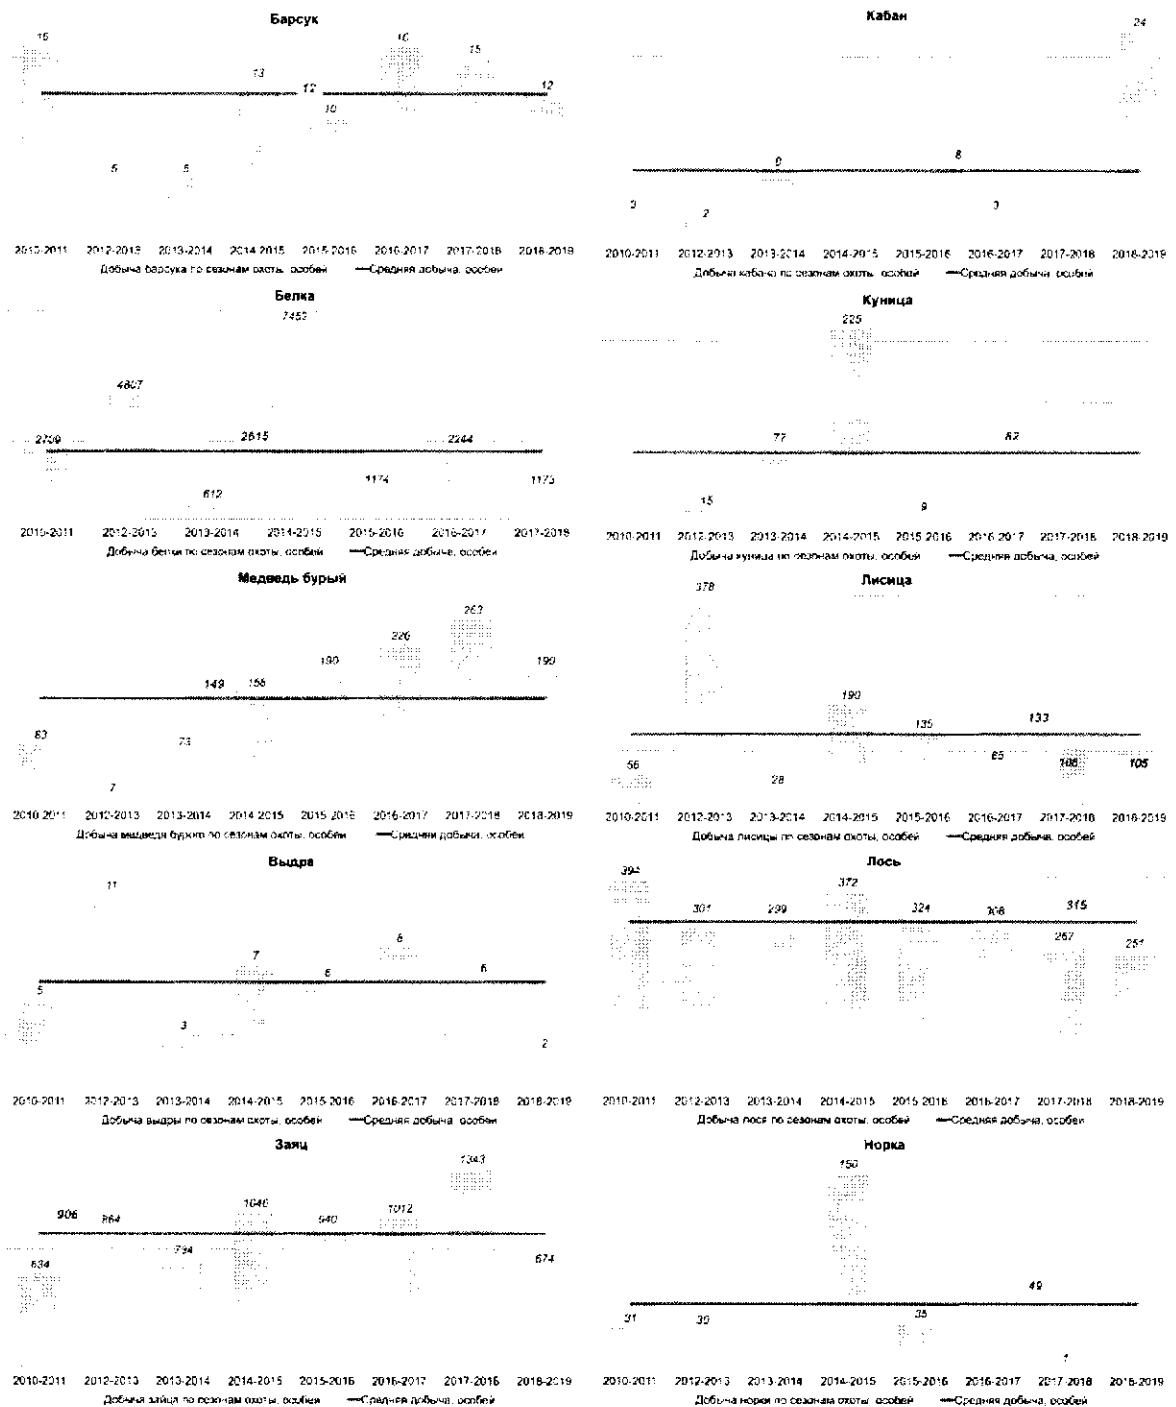 Барсук
16
5
5
13
12
10
16
15
12
2010-2011 2012-2013 2013-2014 2014-2015 2015-2016 2016-2017 2017-2018 2018-2019
Добыча барсука по сезонам охоты, особей Средняя добыча, особей
Кабан
24
8
3
2
3
2010-2011 2012-2013 2013-2014 2014-2015 2015-2016 2016-2017 2017-2018 2018-2019
Добыча кабана по сезонам охоты, особей Средняя добыча, особей
Белка
4807
2709
2615
2244
612
1174
1173
2010-2011 2012-2013 2013-2014 2014-2015 2015-2016 2016-2017 2017-2018
Добыча белки по сезонам охоты, особей Средняя добыча, особей
Куница
225
77
82
15
9
2010-2011 2012-2013 2013-2014 2014-2015 2015-2016 2016-2017 2017-2018 2018-2019
Добыча куница по сезонам охоты, особей Средняя добыча, особей
Медведь бурый
263
226
190
190
149
83
73
7
2010-2011 2012-2013 2013-2014 2014-2015 2015-2016 2016-2017 2017-2018 2018-2019
Добыча медведя бурого по сезонам охоты, особей Средняя добыча, особей
Лисица
378
190
135
133
28
105
2010-2011 2012-2013 2013-2014 2014-2015 2015-2016 2016-2017 2017-2018 2018-2019
Добыча лисицы по сезонам охоты, особей Средняя добыча, особей
Выдра
11
7
8
6
6
5
3
2
2010-2011 2012-2013 2013-2014 2014-2015 2015-2016 2016-2017 2017-2018 2018-2019
Добыча выдры по сезонам охоты, особей Средняя добыча, особей
Лось
372
301
299
324
308
315
267
251
2010-2011 2012-2013 2013-2014 2014-2015 2015-2016 2016-2017 2017-2018 2018-2019
Добыча лося по сезонам охоты, особей Средняя добыча, особей
Заяц
1343
1046
1012
906
864
940
634
674
2010-2011 2012-2013 2013-2014 2014-2015 2015-2016 2016-2017 2017-2018 2018-2019
Добыча зайца по сезонам охоты, особей Средняя добыча, особей
Норка
150
49
31
30
35
1
2010-2011 2012-2013 2013-2014 2014-2015 2015-2016 2016-2017 2017-2018 2018-2019
Добыча норки по сезонам охоты, особей Средняя добыча, особей